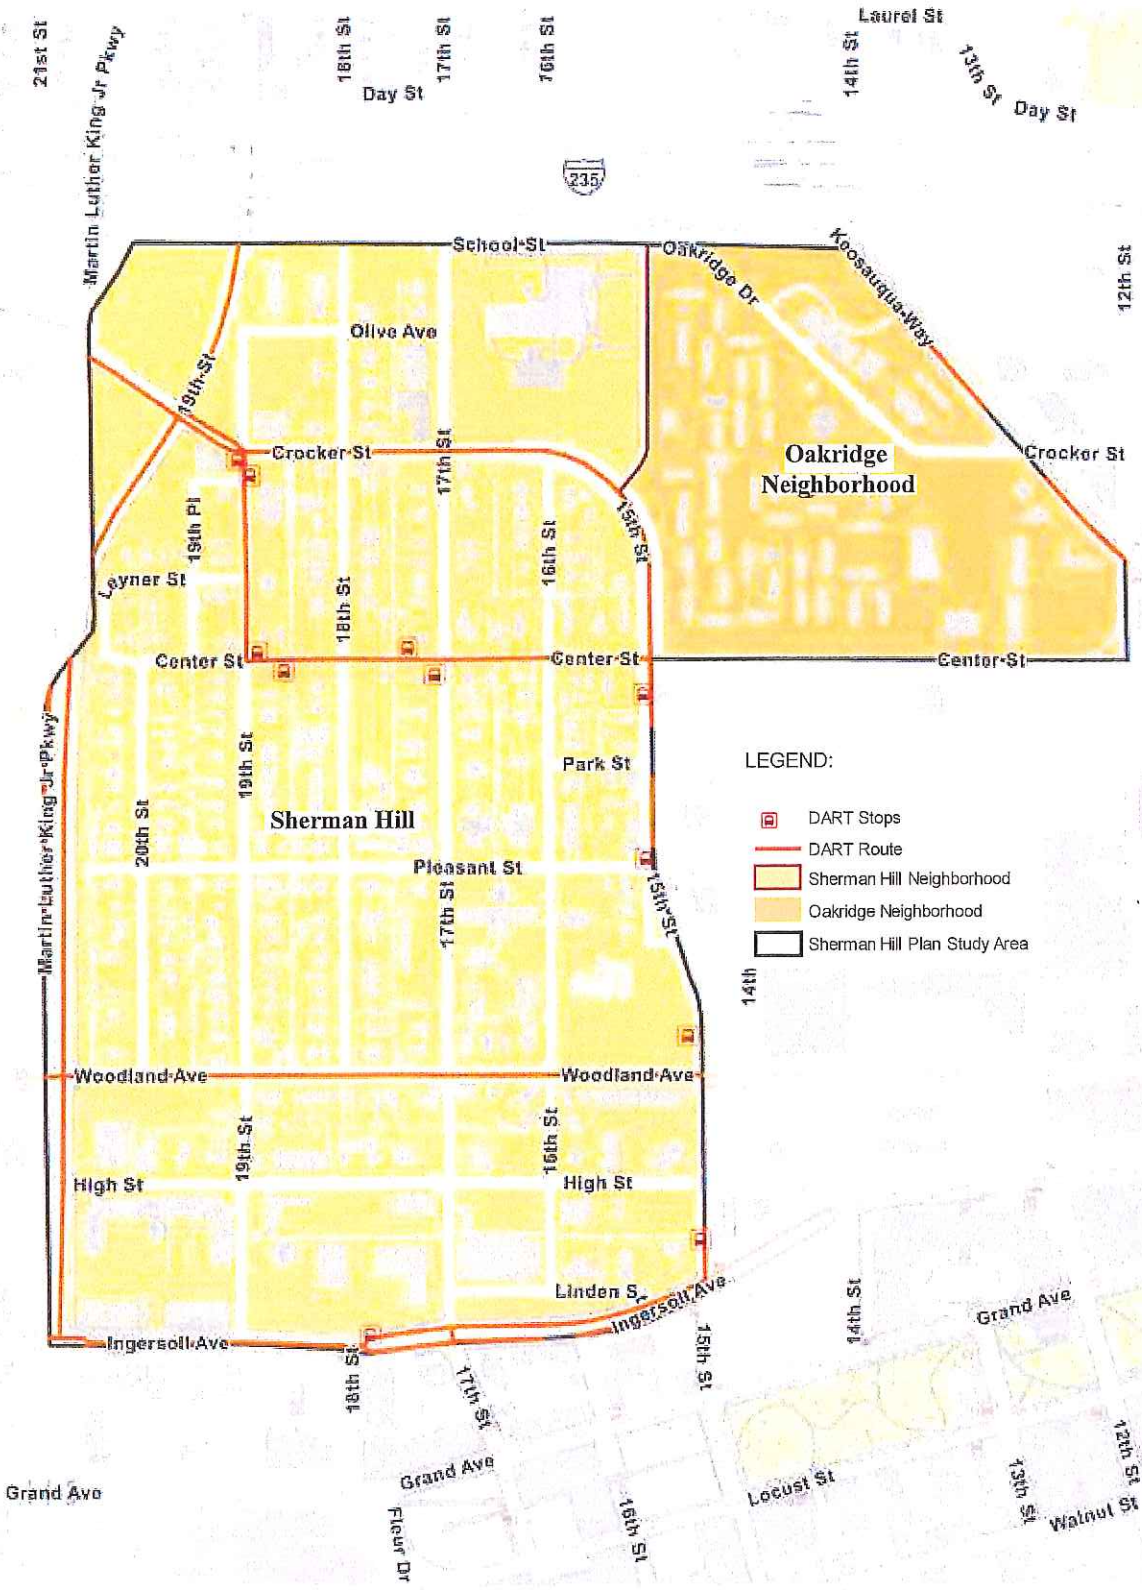 21st St
Martin Luther King Jr Pkwy
18th St
17th St
16th St
Day St
Laurel St
14th St
13th St
Day St
235
12th St
School St
Oakridge Dr
Keosauqua Way
Olive Ave
19th St
Crocker St
17th St
Oakridge
Neighborhood
Crocker St
19th Pl
15th St
16th St
Leyner St
18th St
Center St
Center St
Center St
Martin Luther King Jr Pkwy
19th St
Park St
20th St
Sherman Hill
Pleasant St
17th St
15th St
LEGEND:
DART Stops
DART Route
Sherman Hill Neighborhood
Oakridge Neighborhood
Sherman Hill Plan Study Area
14th
Woodland Ave
Woodland Ave
19th St
16th St
High St
High St
Linden S
Ingersoll Ave
Ingersoll Ave
18th St
17th St
15th St
14th St
Grand Ave
Grand Ave
Grand Ave
Fleur Dr
16th St
Locust St
13th St
12th St
Walnut St